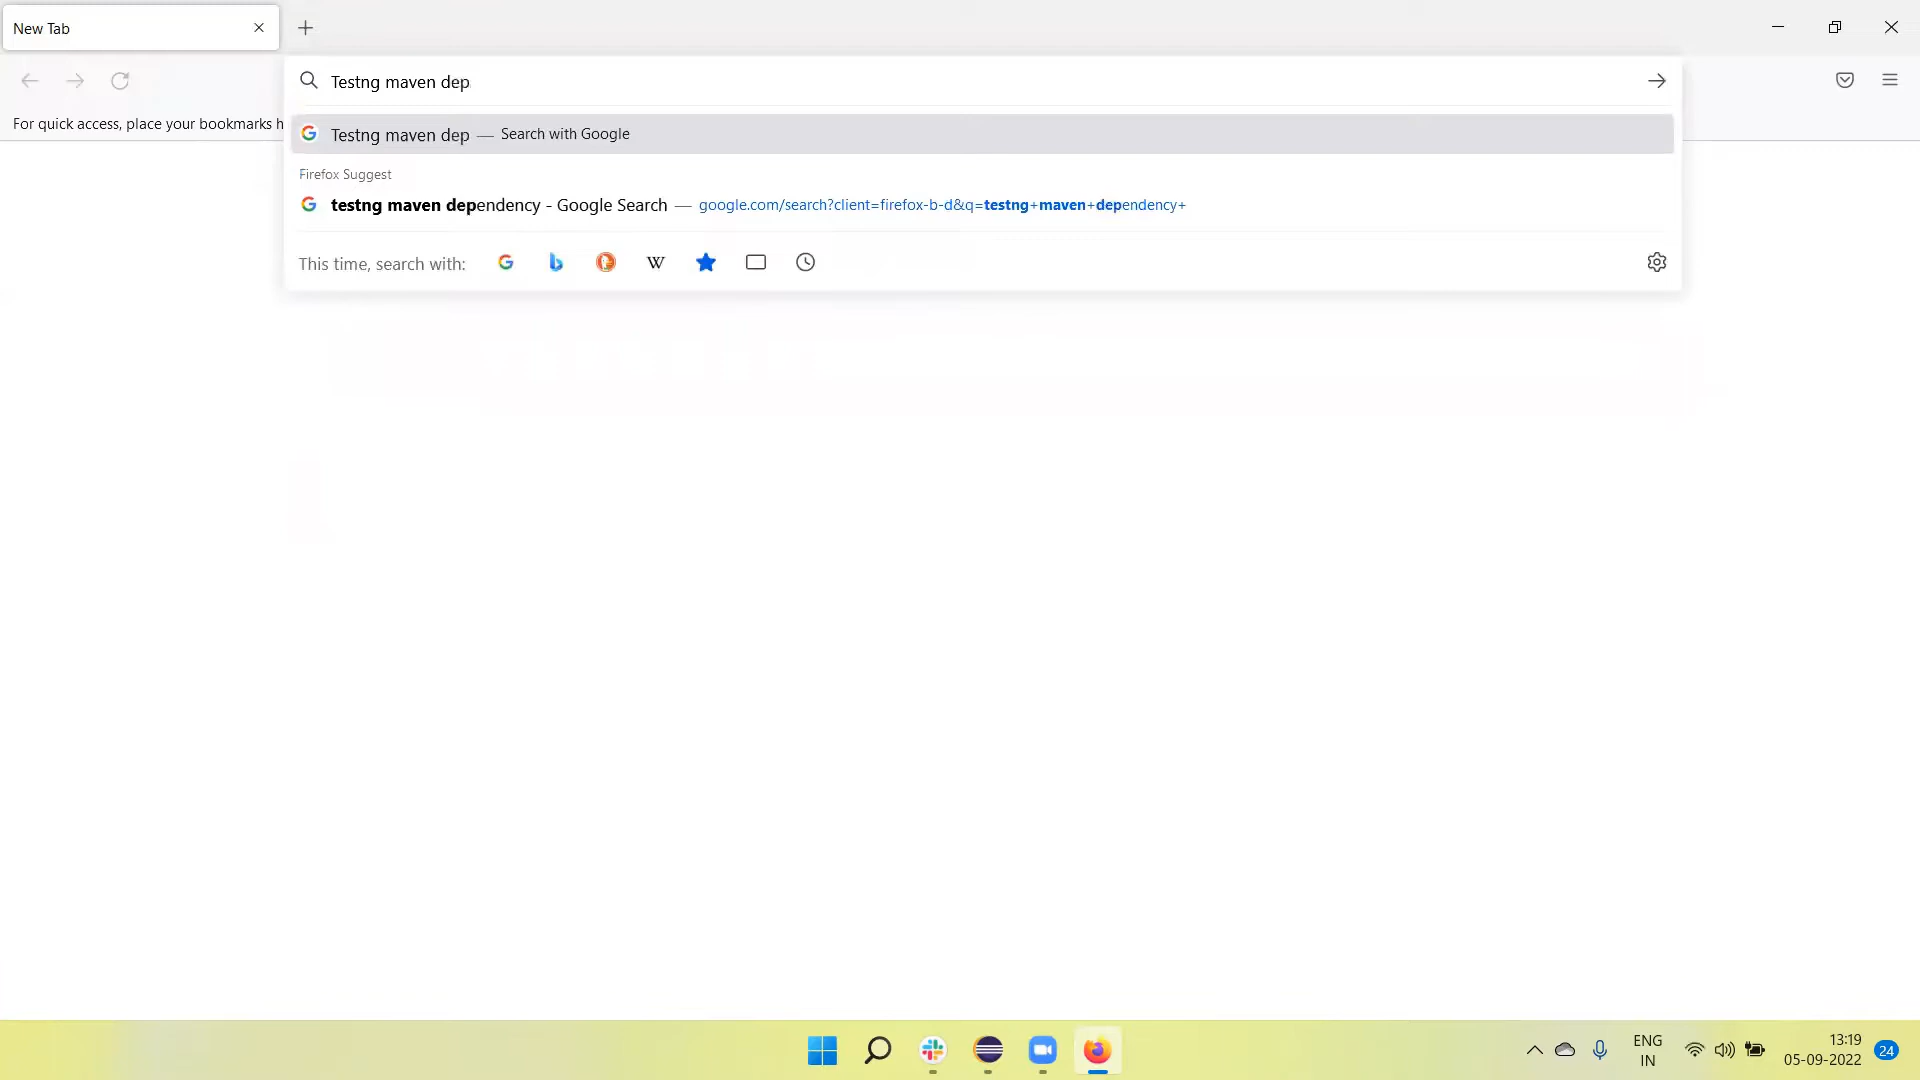 New Tab
Testng maven dep
For quick access, place your bookmarks h
Testng maven dep — Search with Google
Firefox Suggest
testng maven dependency - Google Search — google.com/search?client=firefox-b-d&q=testng+maven+dependency+
This time, search with:
W
ENG
IN
13:19
05-09-2022
24